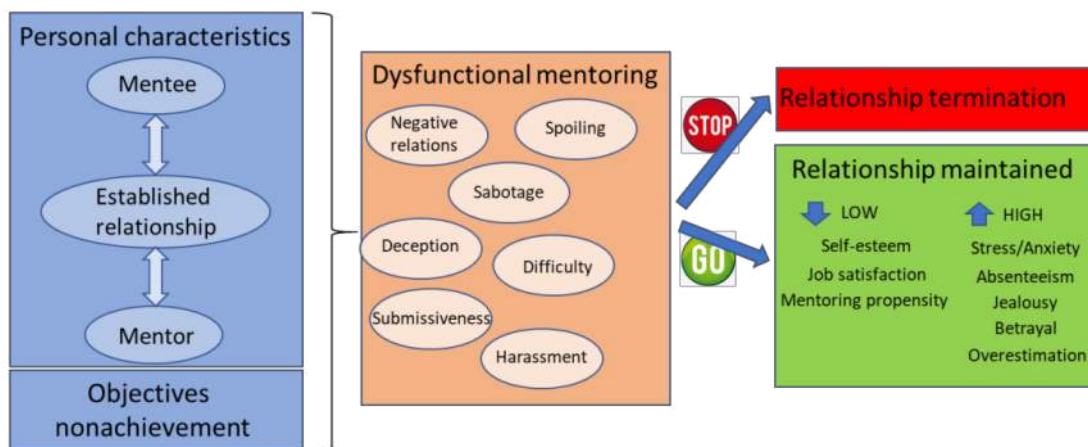 Personal characteristics
Mentee
Established
relationship
Mentor
Objectives
nonachievement
Dysfunctional mentoring
Negative
relations
Spoiling
Sabotage
Deception
Difficulty
Submissiveness
Harassment
STOP
GO
Relationship termination
Relationship maintained
LOW
Self-esteem
Job satisfaction
Mentoring propensity
HIGH
Stress/Anxiety
Absenteeism
Jealousy
Betrayal
Overestimation